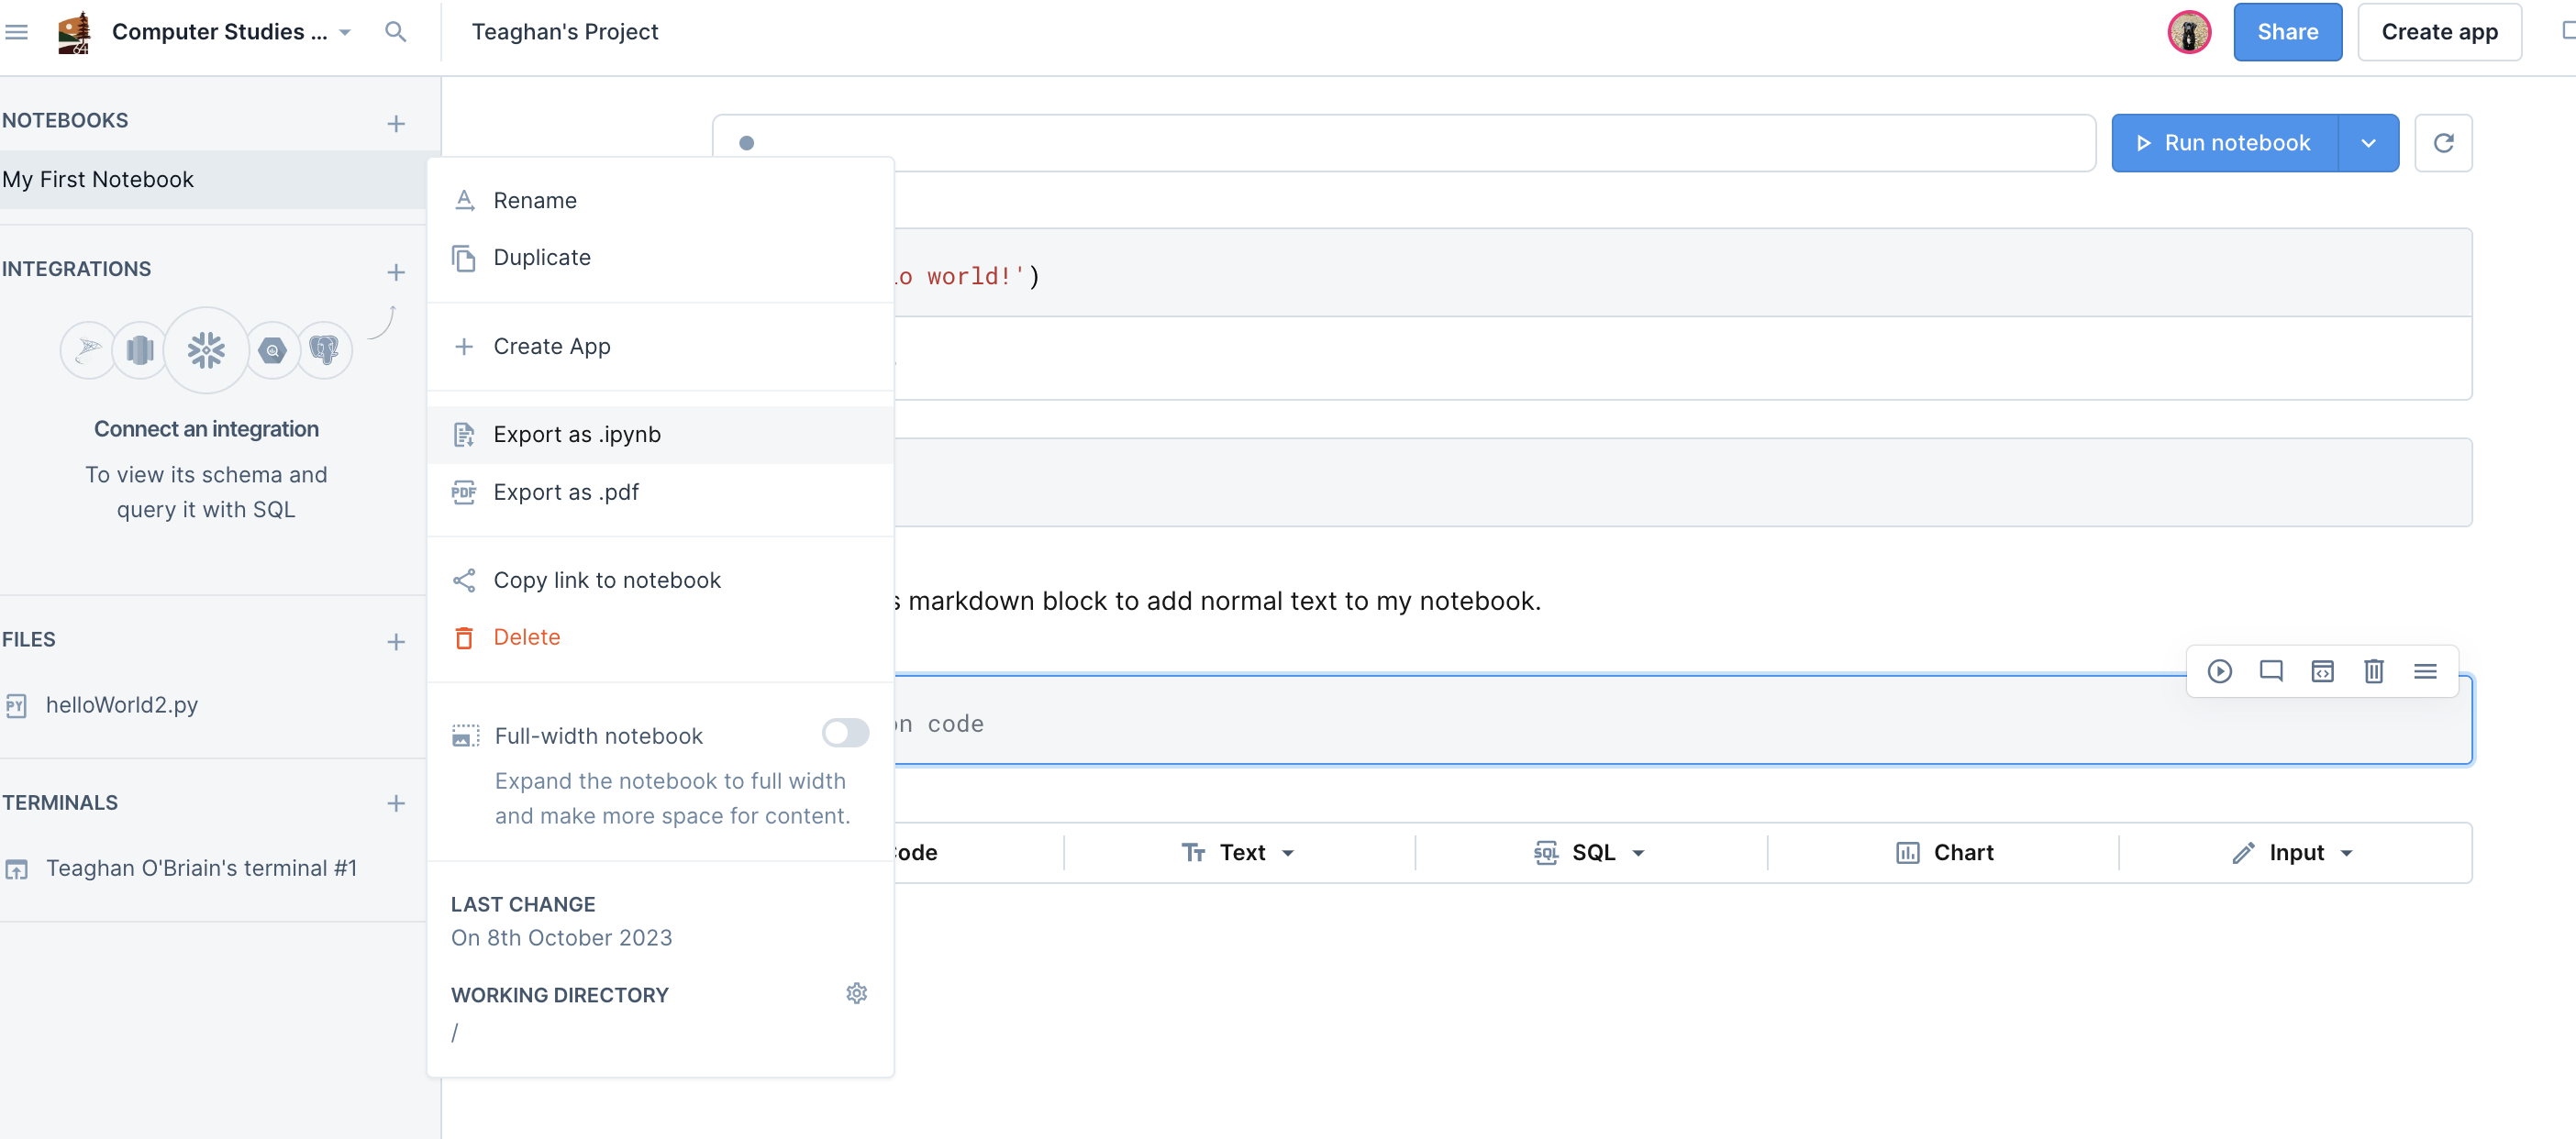 Computer Studies ...
Teaghan's Project
Share
Create app
NOTEBOOKS
My First Notebook
Run notebook
Rename
Duplicate
o world!')
INTEGRATIONS
Create App
Connect an integration
To view its schema and
query it with SQL
Export as .ipynb
PDF
Export as .pdf
Copy link to notebook
s markdown block to add normal text to my notebook.
Delete
FILES
PY
helloWorld2.py
Full-width notebook
Expand the notebook to full width
and make more space for content.
on code
TERMINALS
Teaghan O'Briain's terminal #1
ode
Text
SQL
SQL
Chart
Input
LAST CHANGE
On 8th October 2023
WORKING DIRECTORY
/